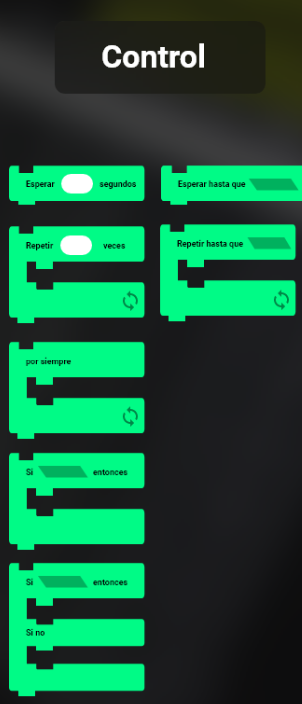 Control
Esperar segundos
Esperar hasta que
Repetir veces
Repetir hasta que
por siempre
Si entonces
Si entonces
Si no